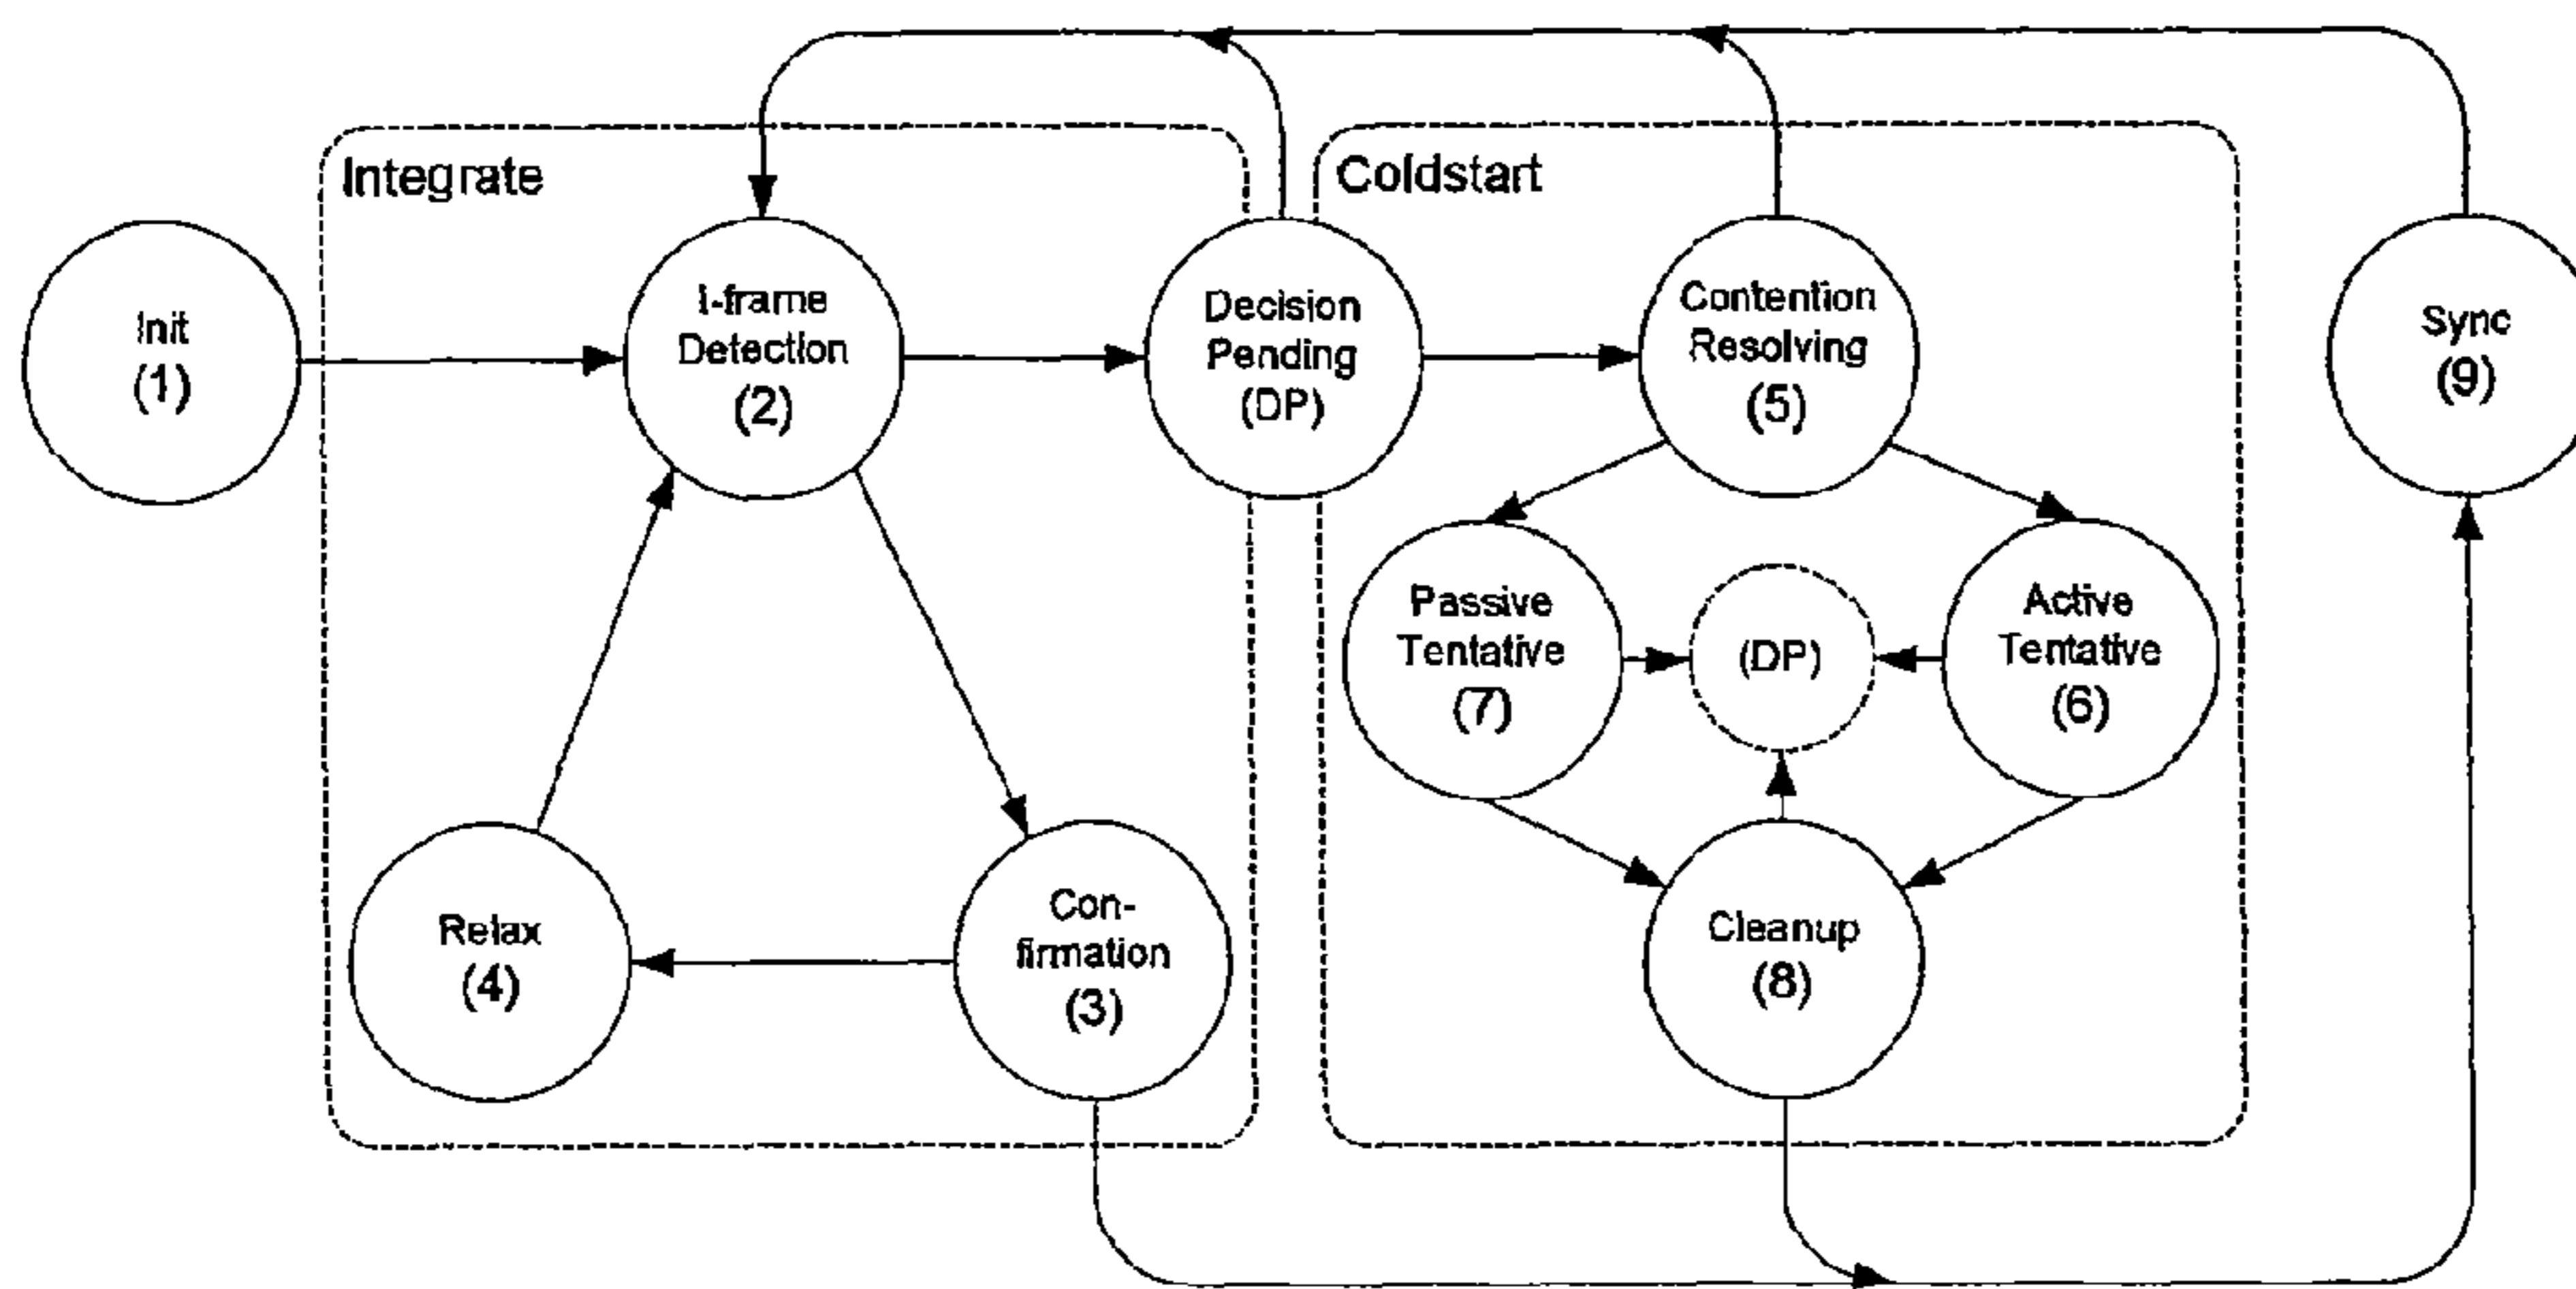 Integrate
Coldstart
Init
(1)
I-frame
Detection
(2)
Decision
Pending
(DP)
Contention
Resolving
(5)
Sync
(9)
Passive
Tentative
(7)
(DP)
Active
Tentative
(6)
Relax
(4)
Con-
firmation
(3)
Cleanup
(8)